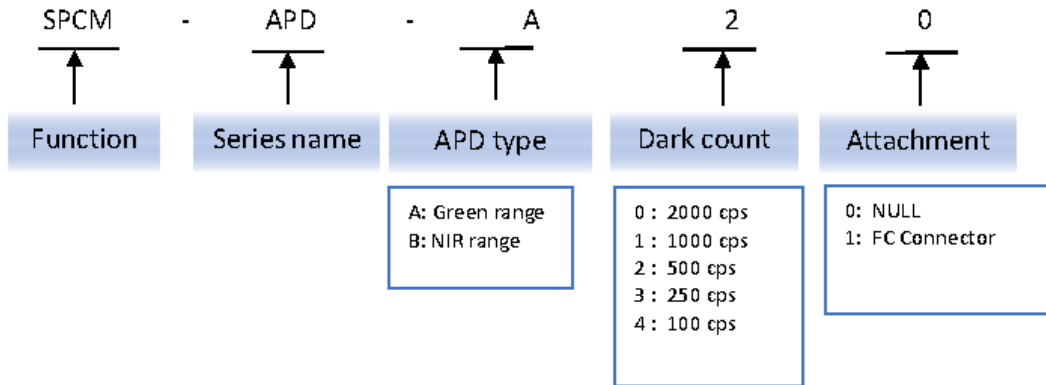 SPCM - APD - A 2 0
Function Series name APD type Dark count Attachment
A: Green range
B: NIR range
0 : 2000 cps
1 : 1000 cps
2 : 500 cps
3 : 250 cps
4 : 100 cps
0: NULL
1: FC Connector